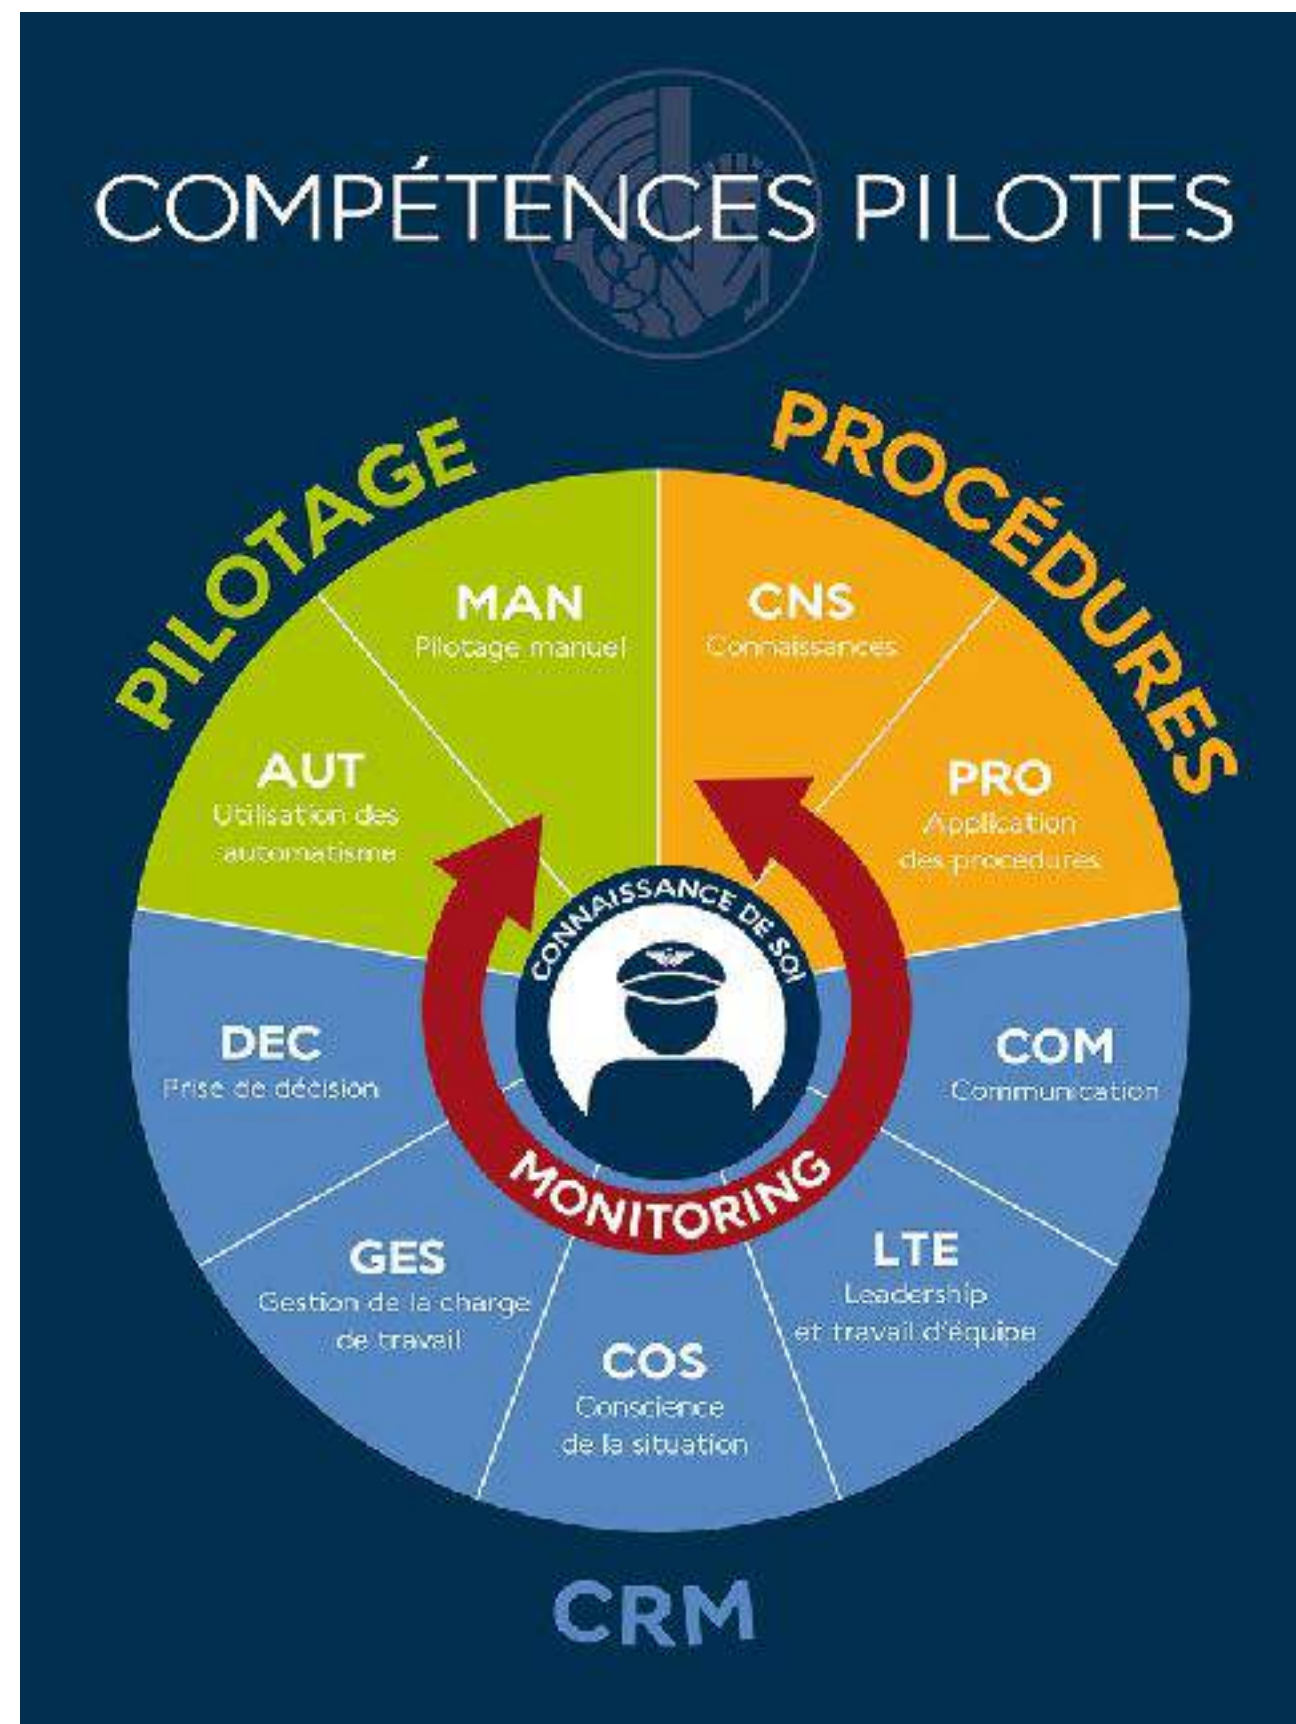 COMPÉTENCES PILOTES
PILOTAGE
PROCÉDURES
MAN
Pilotage manuel
CNS
Connaissances
AUT
Utilisation des
automatisme
PRO
Application
des procédures
CONNAISSANCE DE SOI
DEC
Prise de décision
COM
Communication
MONITORING
GES
Gestion de la charge
de travail
LTE
Leadership
et travail d'équipe
COS
Conscience
de la situation
CRM